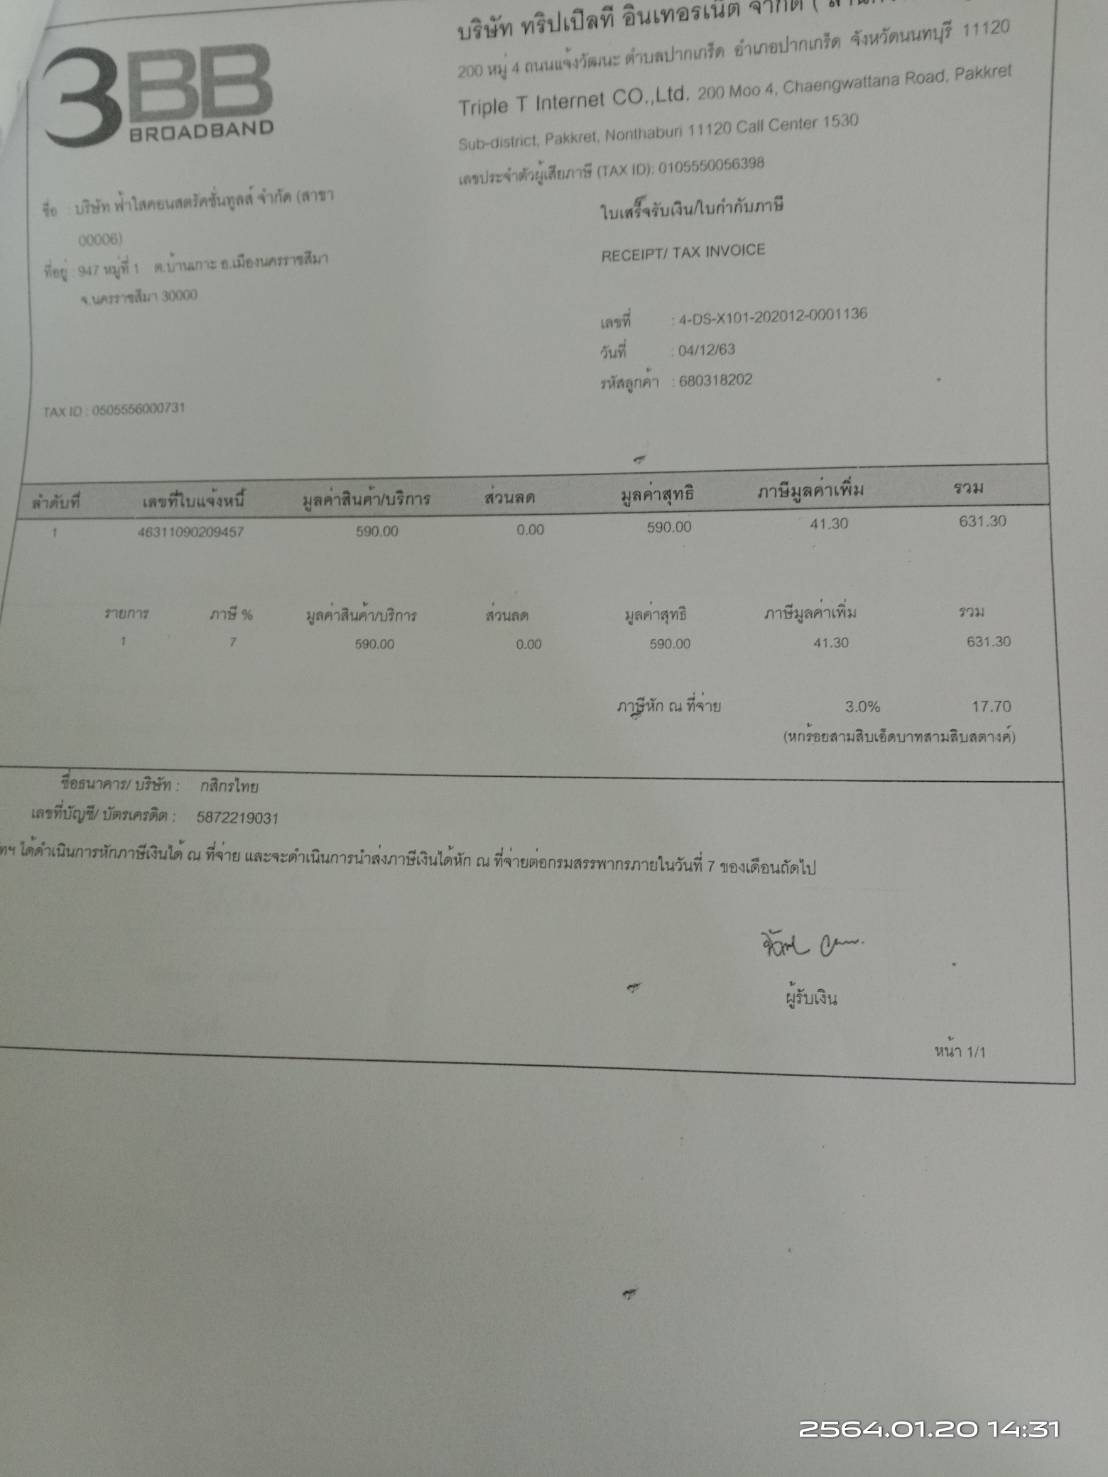 3BB
BROADBAND
บริษัท ทริปเปิลที อินเทอร์เน็ต จำกัด (
200 หมู่ 4 ถนนแจ้งวัฒนะ ตำบลปากเกร็ด อำเภอปากเกร็ด จังหวัดนนทบุรี 11120
Triple T Internet CO.,Ltd. 200 Moo 4, Chaengwattana Road, Pakkret
Sub-district, Pakkret, Nonthaburi 11120 Call Center 1530
เลขประจำตัวผู้เสียภาษี (TAX ID): 0105550056398
ชื่อ : บริษัท ฟ้าใสคอนสตรัคชั่นทูลส์ จำกัด (สาขา
00006)
ที่อยู่ : 947 หมู่ที่ 1 ต.บ้านเกาะ อ.เมืองนครราชสีมา
จ.นครราชสีมา 30000
TAX ID : 0505556000731
ใบเสร็จรับเงิน/ใบกำกับภาษี
RECEIPT/ TAX INVOICE
เลขที่ : 4-DS-X101-202012-0001136
วันที่ : 04/12/63
รหัสลูกค้า : 680318202
ลำดับที่ เลขที่ใบแจ้งหนี้ มูลค่าสินค้า/บริการ ส่วนลด มูลค่าสุทธิ ภาษีมูลค่าเพิ่ม รวม
1 46311090209457 590.00 0.00 590.00 41.30 631.30
รายการ ภาษี % มูลค่าสินค้า/บริการ ส่วนลด มูลค่าสุทธิ ภาษีมูลค่าเพิ่ม รวม
1 7 590.00 0.00 590.00 41.30 631.30
ภาษีหัก ณ ที่จ่าย 3.0% 17.70
(หกร้อยสามสิบเอ็ดบาทสามสิบสตางค์)
ชื่อธนาคาร/ บริษัท : กสิกรไทย
เลขที่บัญชี/ บัตรเครดิต : 5872219031
ได้ดำเนินการหักภาษีเงินได้ ณ ที่จ่าย และจะดำเนินการนำส่งภาษีเงินได้หัก ณ ที่จ่ายต่อกรมสรรพากรภายในวันที่ 7 ของเดือนถัดไป
ผู้รับเงิน
หน้า 1/1
2564.01.20 14:31